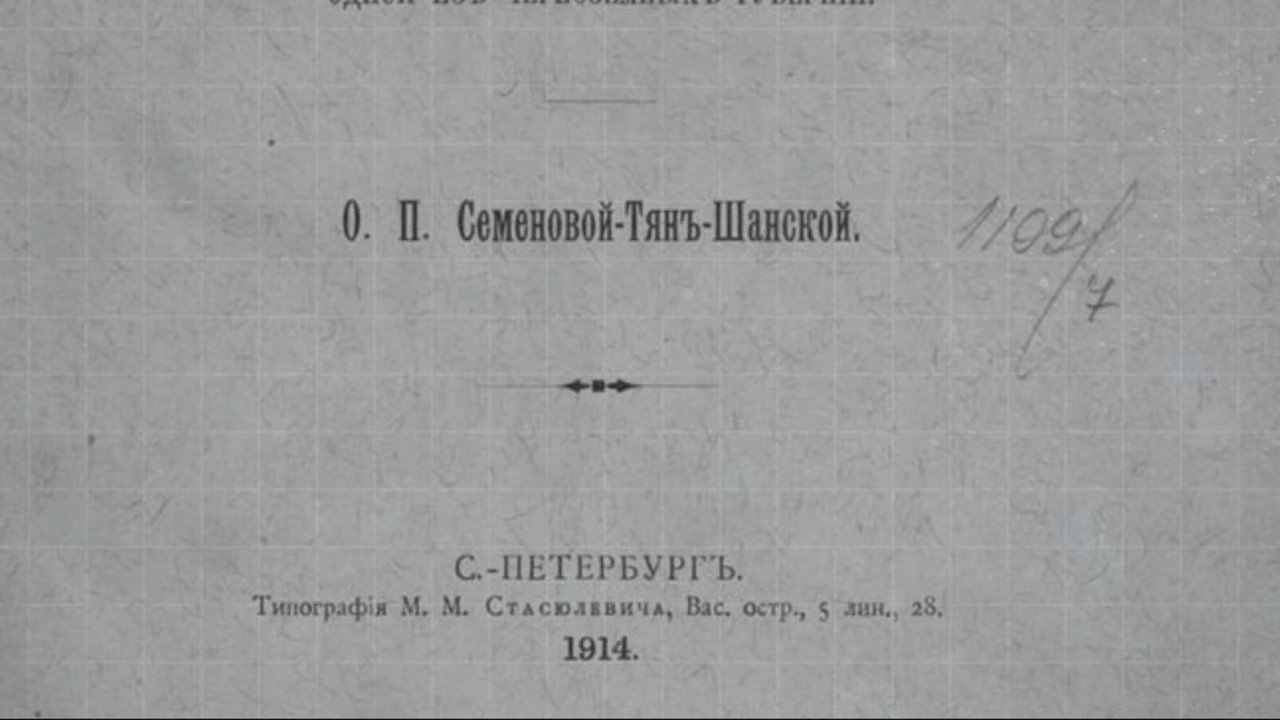 О. П. Семеновой-Тянъ-Шанской.
1109/7
С.-ПЕТЕРБУРГЪ.
Типографія М. М. Стасюлевича, Вас. остр., 5 лин., 28.
1914.